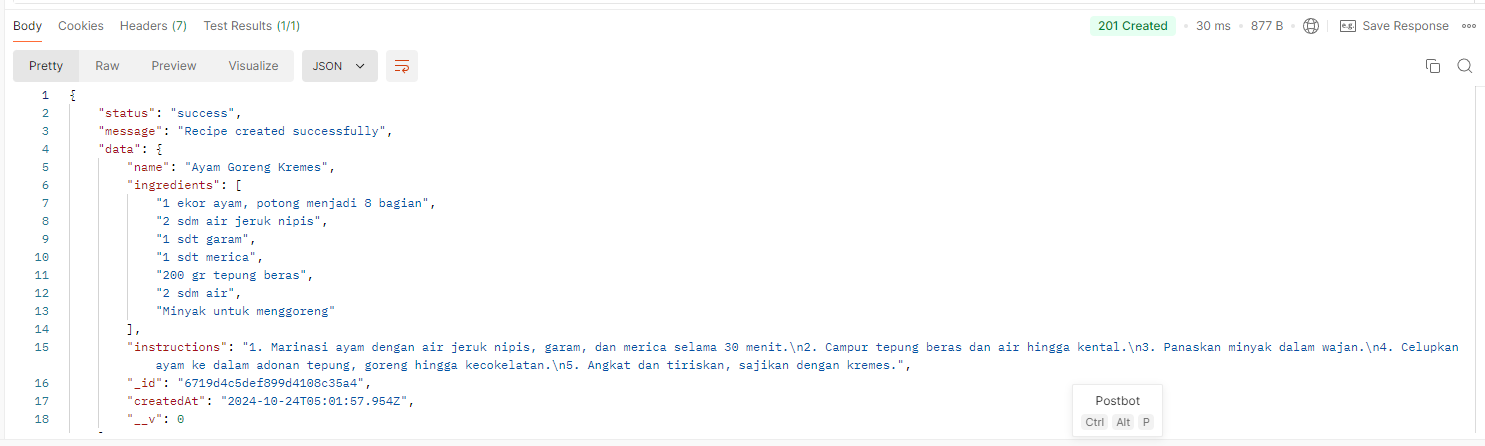 Body Cookies Headers (7) Test Results (1/1) 201 Created 30 ms 877 B e.g. Save Response
Pretty Raw Preview Visualize JSON
1 {
2 "status": "success",
3 "message": "Recipe created successfully",
4 "data": {
5 "name": "Ayam Goreng Kremes",
6 "ingredients": [
7 "1 ekor ayam, potong menjadi 8 bagian",
8 "2 sdm air jeruk nipis",
9 "1 sdt garam",
10 "1 sdt merica",
11 "200 gr tepung beras",
12 "2 sdm air",
13 "Minyak untuk menggoreng"
14 ],
15 "instructions": "1. Marinasi ayam dengan air jeruk nipis, garam, dan merica selama 30 menit.\n2. Campur tepung beras dan air hingga kental.\n3. Panaskan minyak dalam wajan.\n4. Celupkan
ayam ke dalam adonan tepung, goreng hingga kecokelatan.\n5. Angkat dan tiriskan, sajikan dengan kremes.",
16 "_id": "6719d4c5def899d4108c35a4",
17 "createdAt": "2024-10-24T05:01:57.954Z",
18 "__v": 0
Postbot
Ctrl Alt P